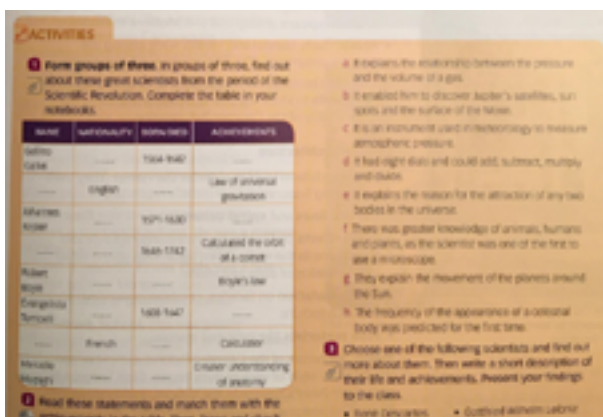 ACTIVITIES
1 Form groups of three. In groups of three, find out
about these great scientists from the period of the
Scientific Revolution. Complete the table in your
notebooks.
NAME NATIONALITY BORN/DIED ACHIEVEMENTS
Galileo
Galilei
1564-1642
English
Law of universal
gravitation
Johannes
Kepler
1571-1630
Calculated the orbit
of a comet
Robert
Boyle
Boyle's law
Evangelista
Torricelli
1608-1647
French
Calculator
Greater understanding
of anatomy
2 Read these statements and match them with the
a It explains the relationship between the pressure
and the volume of a gas.
b It enabled him to discover Jupiter's satellites, sun
spots and the surface of the Moon.
c It is an instrument used in meteorology to measure
atmospheric pressure.
d It had eight dials and could add, subtract, multiply
and divide.
e It explains the reason for the attraction of any two
bodies in the universe.
f There was greater knowledge of animals, humans
and plants, as the scientist was one of the first to
use a microscope.
g They explain the movement of the planets around
the Sun.
h The frequency of the appearance of a celestial
body was predicted for the first time.
3 Choose one of the following scientists and find out
more about them. Then write a short description of
their life and achievements. Present your findings
to the class.
• René Descartes • Gottfried Wilhelm Leibniz